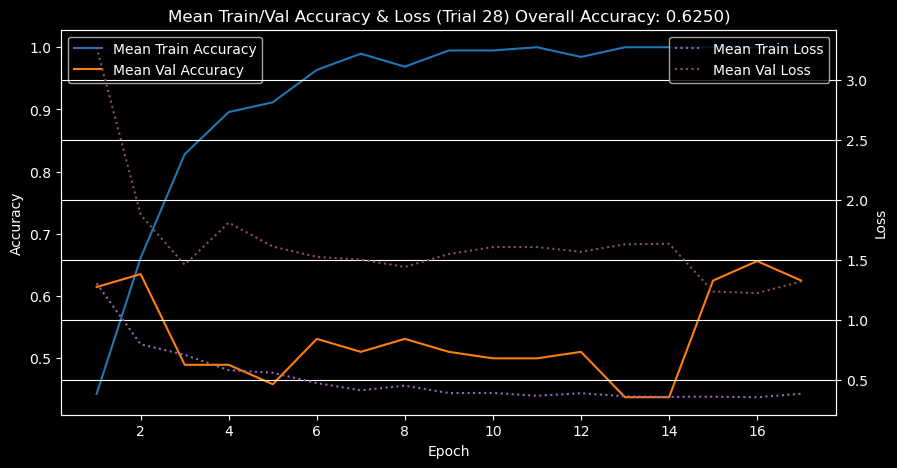 Mean Train/Val Accuracy & Loss (Trial 28) Overall Accuracy: 0.6250)
Mean Train Accuracy
Mean Val Accuracy
Mean Train Loss
Mean Val Loss
1.0
0.9
0.8
0.7
0.6
0.5
Accuracy
3.0
2.5
2.0
1.5
1.0
0.5
Loss
2 4 6 8 10 12 14 16
Epoch